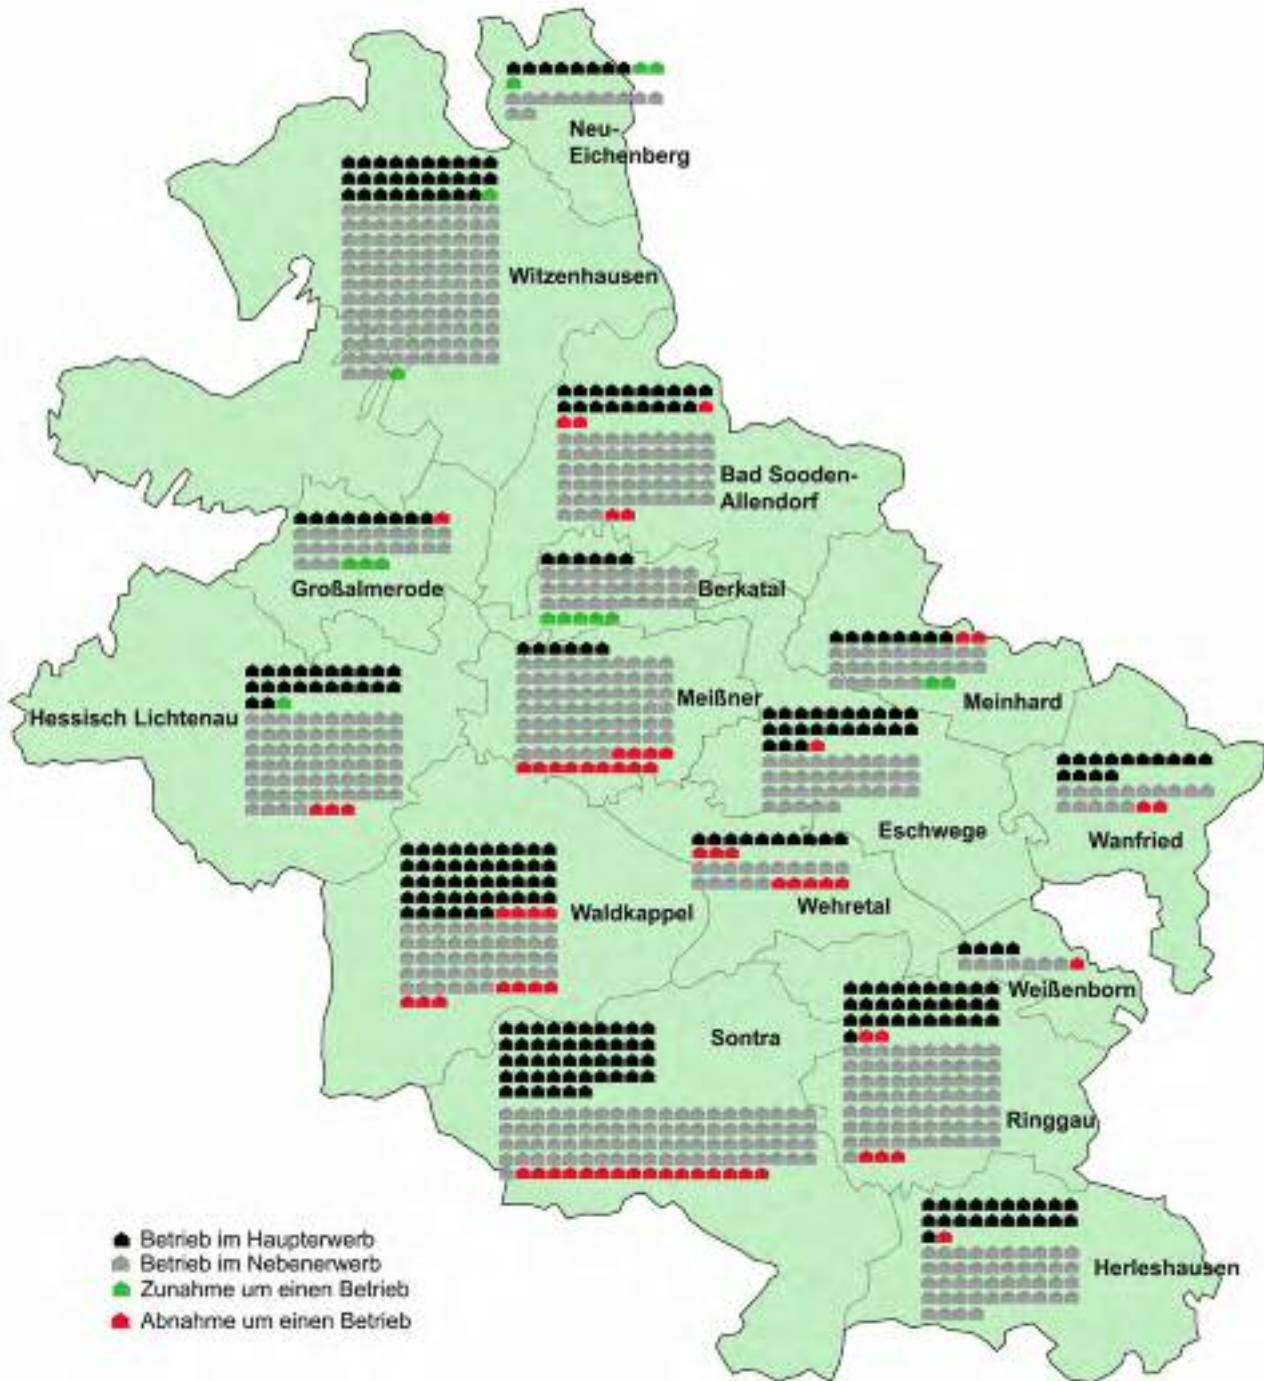 Neu-
Eichenberg
Witzenhausen
Bad Sooden-
Allendorf
Großalmerode
Berkatal
Meißner
Meinhard
Hessisch Lichtenau
Eschwege
Wanfried
Waldkappel
Wehretal
Weißenborn
Sontra
Ringgau
Herleshausen
Betrieb im Haupterwerb
Betrieb im Nebenerwerb
Zunahme um einen Betrieb
Abnahme um einen Betrieb